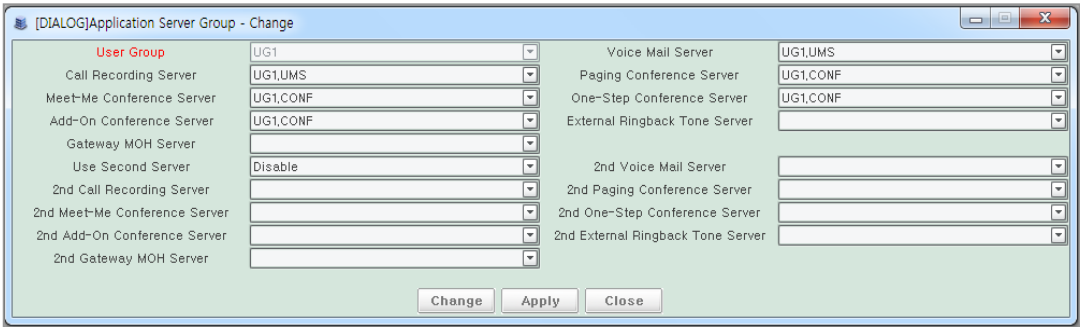 [DIALOG]Application Server Group - Change
User Group UG1 Voice Mail Server UG1,UMS
Call Recording Server UG1,UMS Paging Conference Server UG1,CONF
Meet-Me Conference Server UG1,CONF One-Step Conference Server UG1,CONF
Add-On Conference Server UG1,CONF External Ringback Tone Server
Gateway MOH Server
Use Second Server Disable 2nd Voice Mail Server
2nd Call Recording Server 2nd Paging Conference Server
2nd Meet-Me Conference Server 2nd One-Step Conference Server
2nd Add-On Conference Server 2nd External Ringback Tone Server
2nd Gateway MOH Server
Change Apply Close